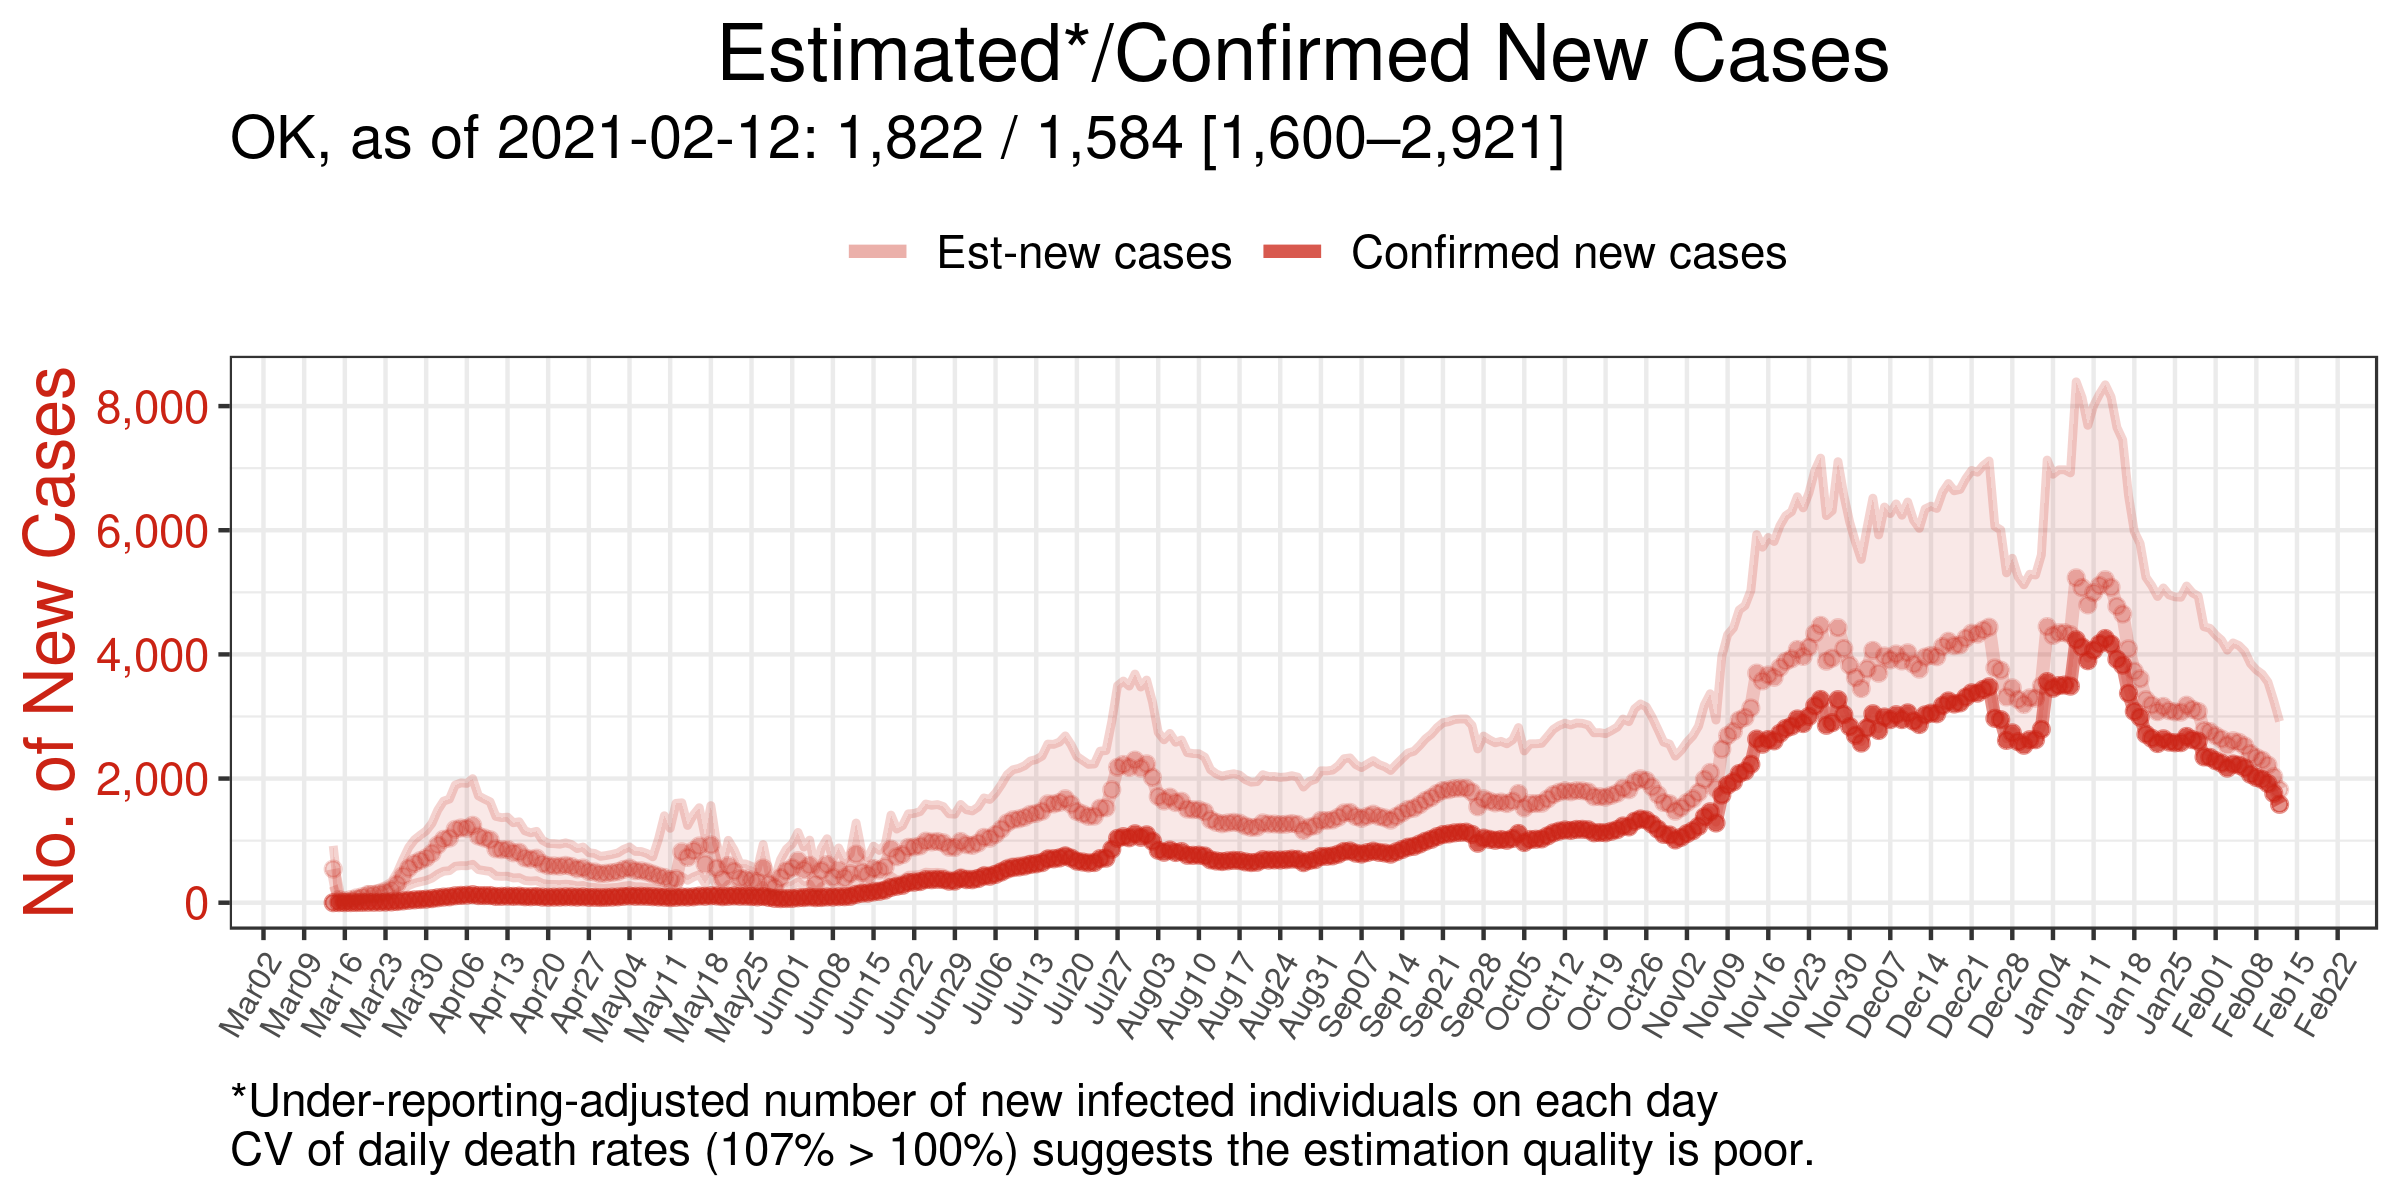 Estimated*/Confirmed New Cases
OK, as of 2021-02-12: 1,822 / 1,584 [1,600–2,921]
Est-new cases Confirmed new cases
No. of New Cases
8,000
6,000
4,000
2,000
0
Mar02 Mar09 Mar16 Mar23 Mar30 Apr06 Apr13 Apr20 Apr27 May04 May11 May18 May25 Jun01 Jun08 Jun15 Jun22 Jun29 Jul06 Jul13 Jul20 Jul27 Aug03 Aug10 Aug17 Aug24 Aug31 Sep07 Sep14 Sep21 Sep28 Oct05 Oct12 Oct19 Oct26 Nov02 Nov09 Nov16 Nov23 Nov30 Dec07 Dec14 Dec21 Dec28 Jan04 Jan11 Jan18 Jan25 Feb01 Feb08 Feb15 Feb22
*Under-reporting-adjusted number of new infected individuals on each day
CV of daily death rates (107% > 100%) suggests the estimation quality is poor.